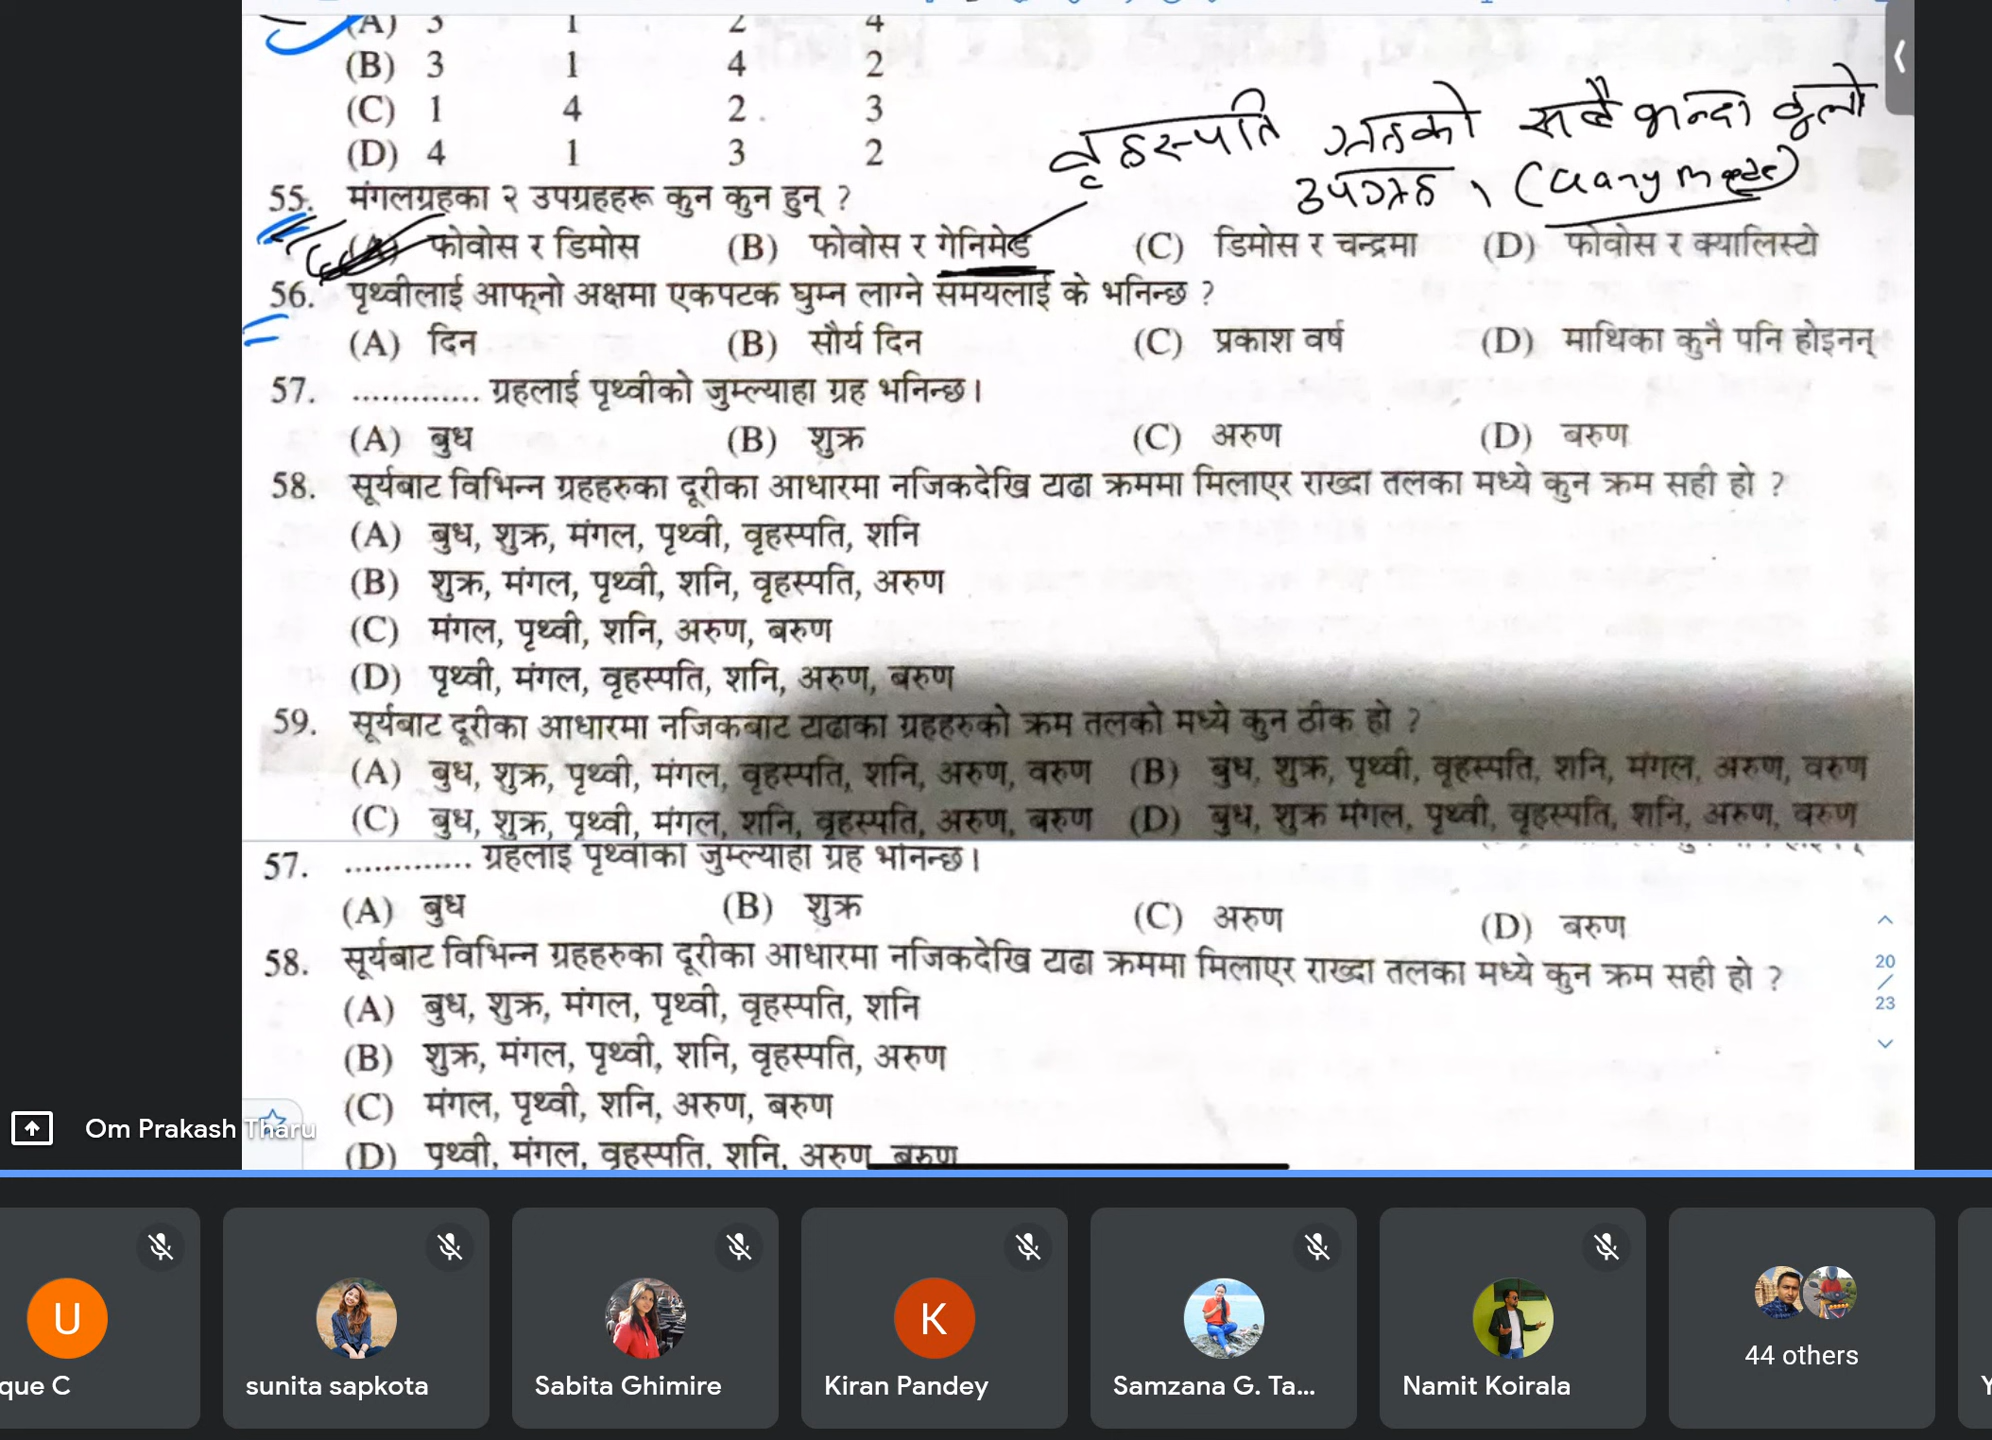 (A) 3 1 2 4
(B) 3 1 4 2
(C) 1 4 2. 3
(D) 4 1 3 2
वृहस्पति ग्रहको सबै भन्दा ठुलो
उपग्रह । (Ganymede)
55. मंगलग्रहका २ उपग्रहहरू कुन कुन हुन् ?
(A) फोवोस र डिमोस (B) फोवोस र गेनिमेड (C) डिमोस र चन्द्रमा (D) फोवोस र क्यालिस्टो
56. पृथ्वीलाई आफ्नो अक्षमा एकपटक घुम्न लाग्ने समयलाई के भनिन्छ ?
(A) दिन (B) सौर्य दिन (C) प्रकाश वर्ष (D) माथिका कुनै पनि होइनन्
57. ............. ग्रहलाई पृथ्वीको जुम्ल्याहा ग्रह भनिन्छ।
(A) बुध (B) शुक्र (C) अरुण (D) बरुण
58. सूर्यबाट विभिन्न ग्रहहरुका दूरीका आधारमा नजिकदेखि टाढा क्रममा मिलाएर राख्दा तलका मध्ये कुन क्रम सही हो ?
(A) बुध, शुक्र, मंगल, पृथ्वी, वृहस्पति, शनि
(B) शुक्र, मंगल, पृथ्वी, शनि, वृहस्पति, अरुण
(C) मंगल, पृथ्वी, शनि, अरुण, बरुण
(D) पृथ्वी, मंगल, वृहस्पति, शनि, अरुण, बरुण
59. सूर्यबाट दूरीका आधारमा नजिकबाट टाढाका ग्रहहरुको क्रम तलको मध्ये कुन ठीक हो ?
(A) बुध, शुक्र, पृथ्वी, मंगल, वृहस्पति, शनि, अरुण, वरुण (B) बुध, शुक्र, पृथ्वी, वृहस्पति, शनि, मंगल, अरुण, वरुण
(C) बुध, शुक्र, पृथ्वी, मंगल, शनि, वृहस्पति, अरुण, बरुण (D) बुध, शुक्र मंगल, पृथ्वी, वृहस्पति, शनि, अरुण, बरुण
57. ............. ग्रहलाई पृथ्वीको जुम्ल्याहा ग्रह भनिन्छ।
(A) बुध (B) शुक्र (C) अरुण (D) बरुण
58. सूर्यबाट विभिन्न ग्रहहरुका दूरीका आधारमा नजिकदेखि टाढा क्रममा मिलाएर राख्दा तलका मध्ये कुन क्रम सही हो ?
20
/
23
(A) बुध, शुक्र, मंगल, पृथ्वी, वृहस्पति, शनि
(B) शुक्र, मंगल, पृथ्वी, शनि, वृहस्पति, अरुण
(C) मंगल, पृथ्वी, शनि, अरुण, बरुण
(D) पृथ्वी, मंगल, वृहस्पति, शनि, अरुण, बरुण
Om Prakash Tharu
U
K
que C
sunita sapkota
Sabita Ghimire
Kiran Pandey
Samzana G. Ta...
Namit Koirala
44 others
Y